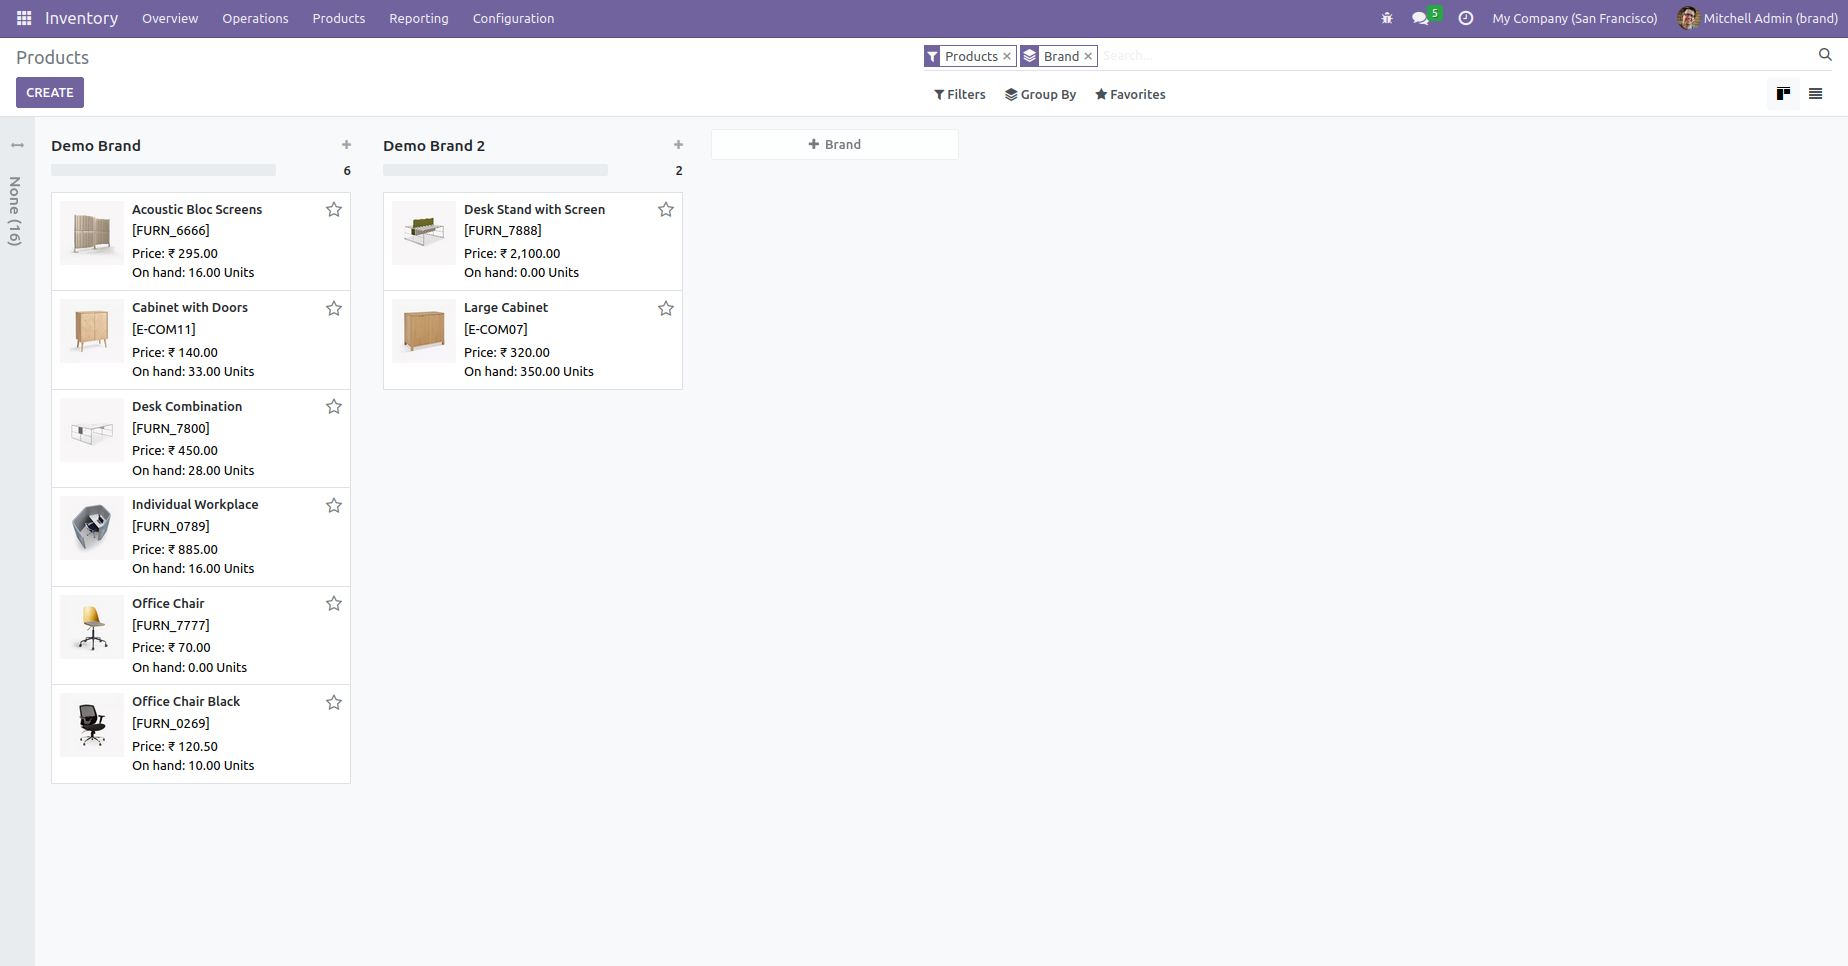 Inventory Overview Operations Products Reporting Configuration 5 My Company (San Francisco) Mitchell Admin (brand)
Products
Products × Brand × Search...
CREATE
Filters Group By Favorites
None (16)
Demo Brand +
6
Acoustic Bloc Screens
[FURN_6666]
Price: ₹ 295.00
On hand: 16.00 Units
Cabinet with Doors
[E-COM11]
Price: ₹ 140.00
On hand: 33.00 Units
Desk Combination
[FURN_7800]
Price: ₹ 450.00
On hand: 28.00 Units
Individual Workplace
[FURN_0789]
Price: ₹ 885.00
On hand: 16.00 Units
Office Chair
[FURN_7777]
Price: ₹ 70.00
On hand: 0.00 Units
Office Chair Black
[FURN_0269]
Price: ₹ 120.50
On hand: 10.00 Units
Demo Brand 2 +
2
Desk Stand with Screen
[FURN_7888]
Price: ₹ 2,100.00
On hand: 0.00 Units
Large Cabinet
[E-COM07]
Price: ₹ 320.00
On hand: 350.00 Units
+ Brand